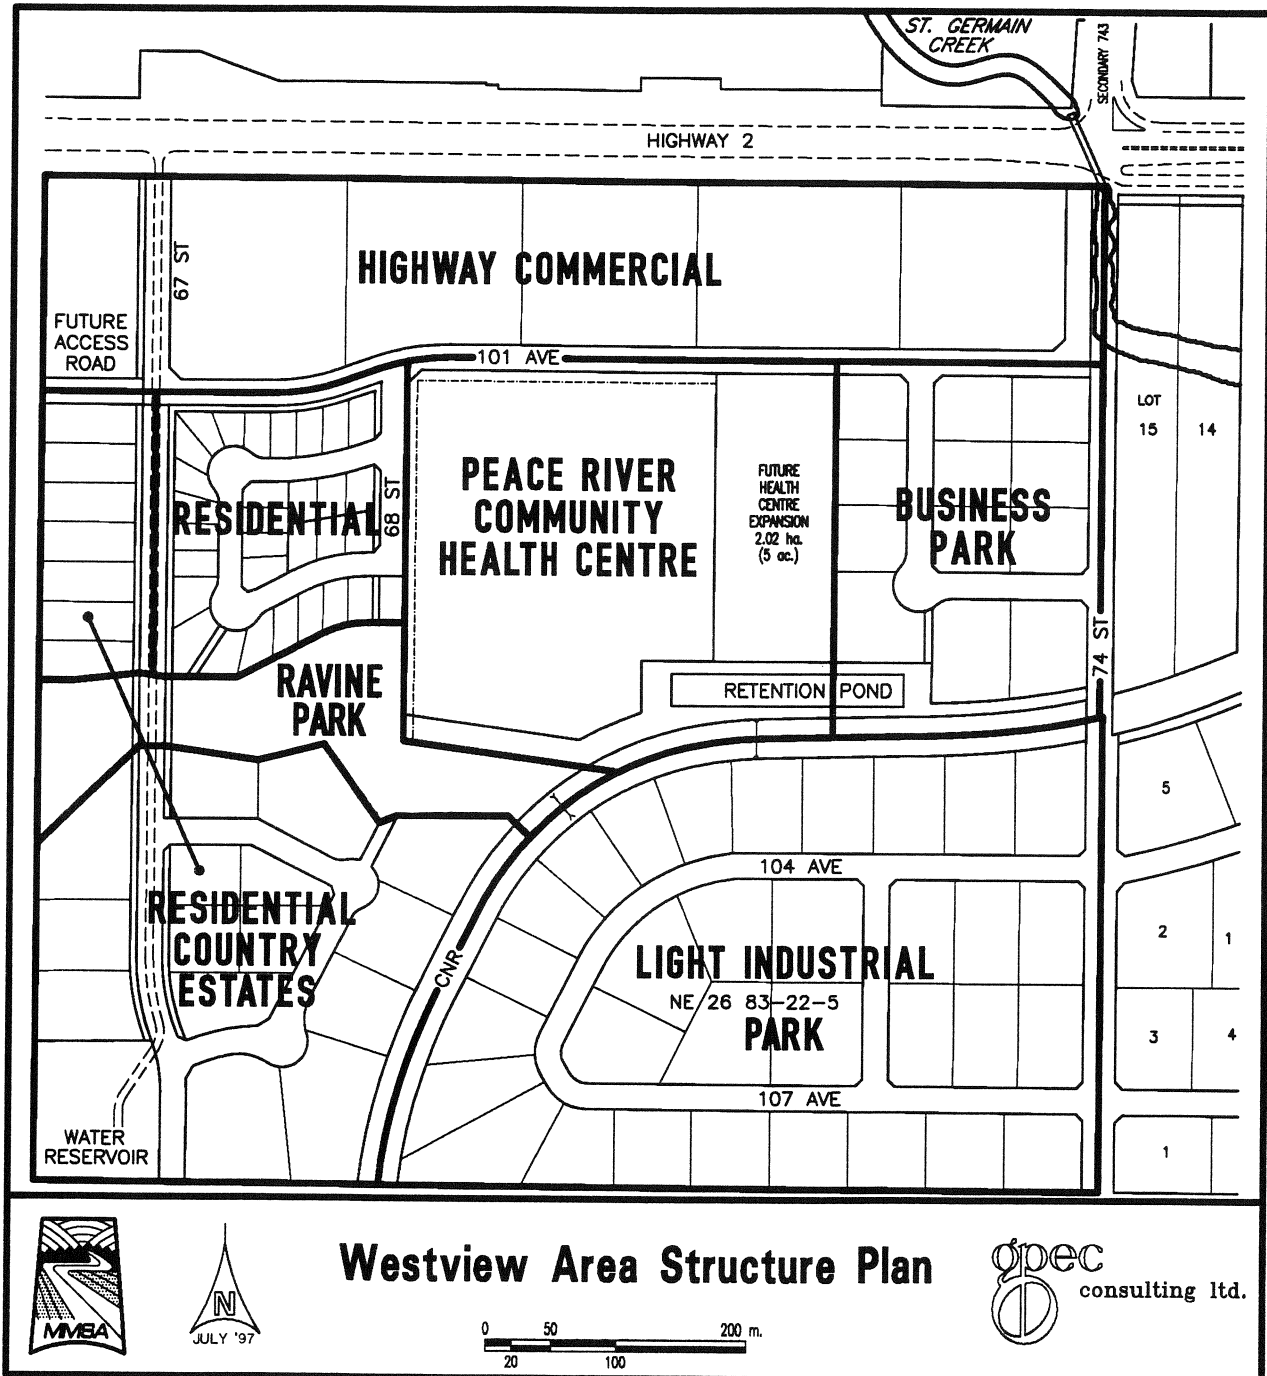 ST. GERMAIN
CREEK
SECONDARY 743
HIGHWAY 2
67 ST
HIGHWAY COMMERCIAL
FUTURE
ACCESS
ROAD
101 AVE
LOT
15
14
PEACE RIVER
COMMUNITY
HEALTH CENTRE
FUTURE
HEALTH
CENTRE
EXPANSION
2.02 ha.
(5 ac.)
RESIDENTIAL
68 ST
BUSINESS
PARK
74 ST
RAVINE
PARK
RETENTION POND
5
104 AVE
RESIDENTIAL
COUNTRY
ESTATES
CNR
LIGHT INDUSTRIAL
NE 26 83-22-5
PARK
2
1
3
4
107 AVE
WATER
RESERVOIR
1
MMSA
N
JULY '97
Westview Area Structure Plan
0 50 200 m.
20 100
gpec
consulting ltd.